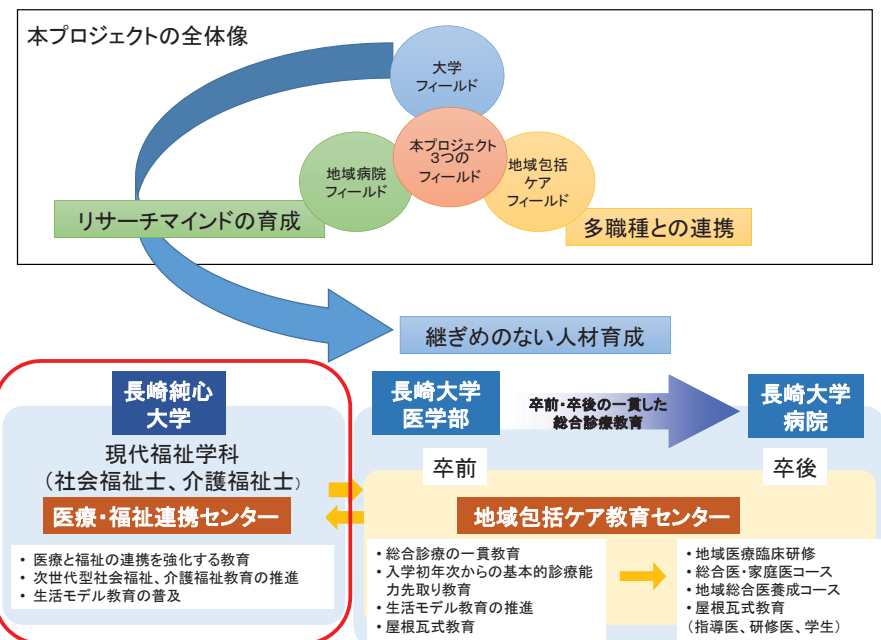 本プロジェクトの全体像
大学
フィールド
本プロジェクト
3つの
フィールド
地域病院
フィールド
地域包括
ケア
フィールド
リサーチマインドの育成
多職種との連携
継ぎめのない人材育成
長崎純心
大学
現代福祉学科
（社会福祉士、介護福祉士）
医療・福祉連携センター
・ 医療と福祉の連携を強化する教育
・ 次世代型社会福祉、介護福祉教育の推進
・ 生活モデル教育の普及
長崎大学
医学部
卒前・卒後の一貫した
総合診療教育
長崎大学
病院
卒前
卒後
地域包括ケア教育センター
・総合診療の一貫教育
・入学初年次からの基本的診療能
力先取り教育
・生活モデル教育の推進
・屋根瓦式教育
・地域医療臨床研修
・総合医・家庭医コース
・地域総合医養成コース
・屋根瓦式教育
（指導医、研修医、学生）